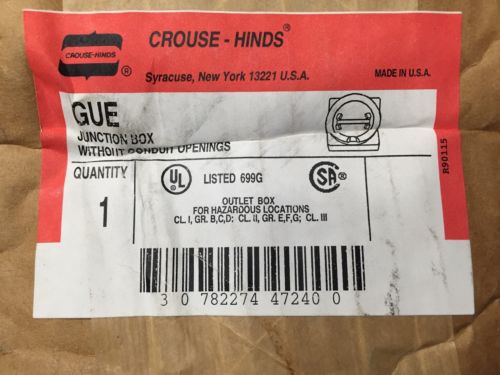 CROUSE-HINDS
®
CROUSE-HINDS®
Syracuse, New York 13221 U.S.A.
MADE IN U.S.A.
GUE
JUNCTION BOX
WITHOUT CONDUIT OPENINGS
R90115
QUANTITY
1
UL
LISTED 699G
SA®
OUTLET BOX
FOR HAZARDOUS LOCATIONS
CL. I, GR. B,C,D: CL. II, GR. E,F,G; CL. III
3 0 782274 47240 0